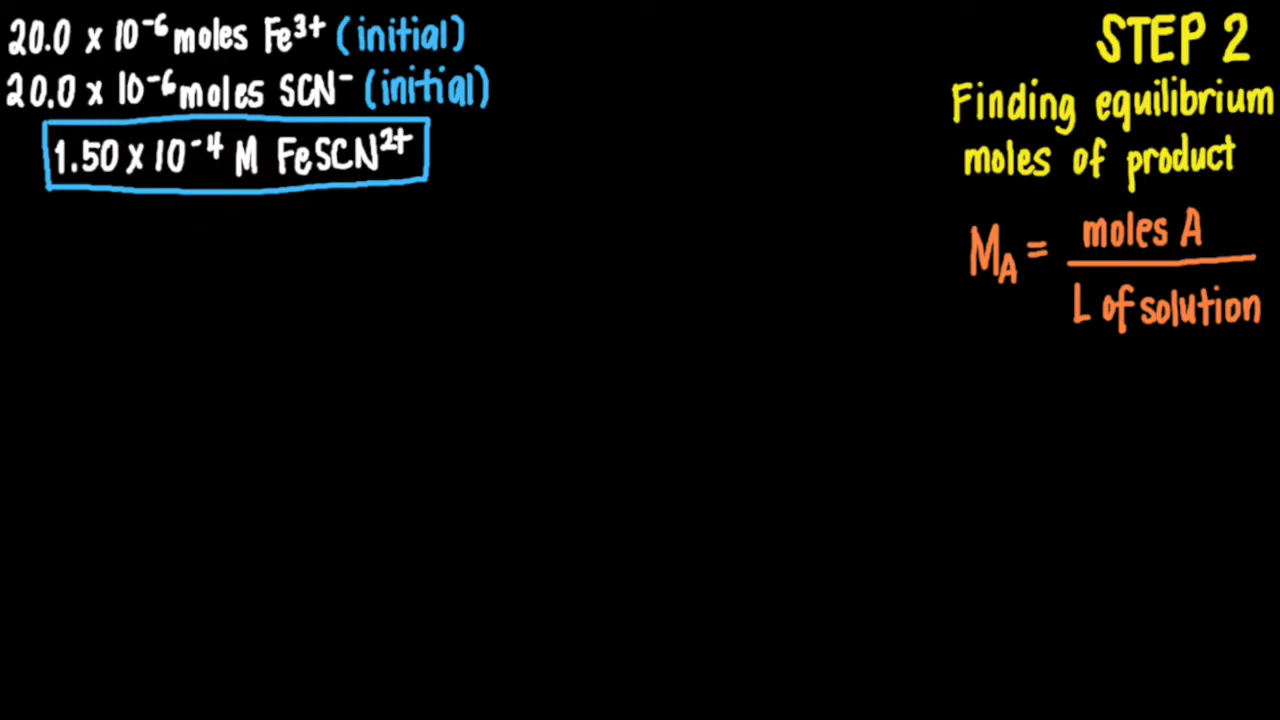 20.0 x 10⁻⁶ moles Fe³⁺ (initial)
20.0 x 10⁻⁶ moles SCN⁻ (initial)
1.50 x 10⁻⁴ M FeSCN²⁺
STEP 2
Finding equilibrium
moles of product
M_A = moles A
L of solution